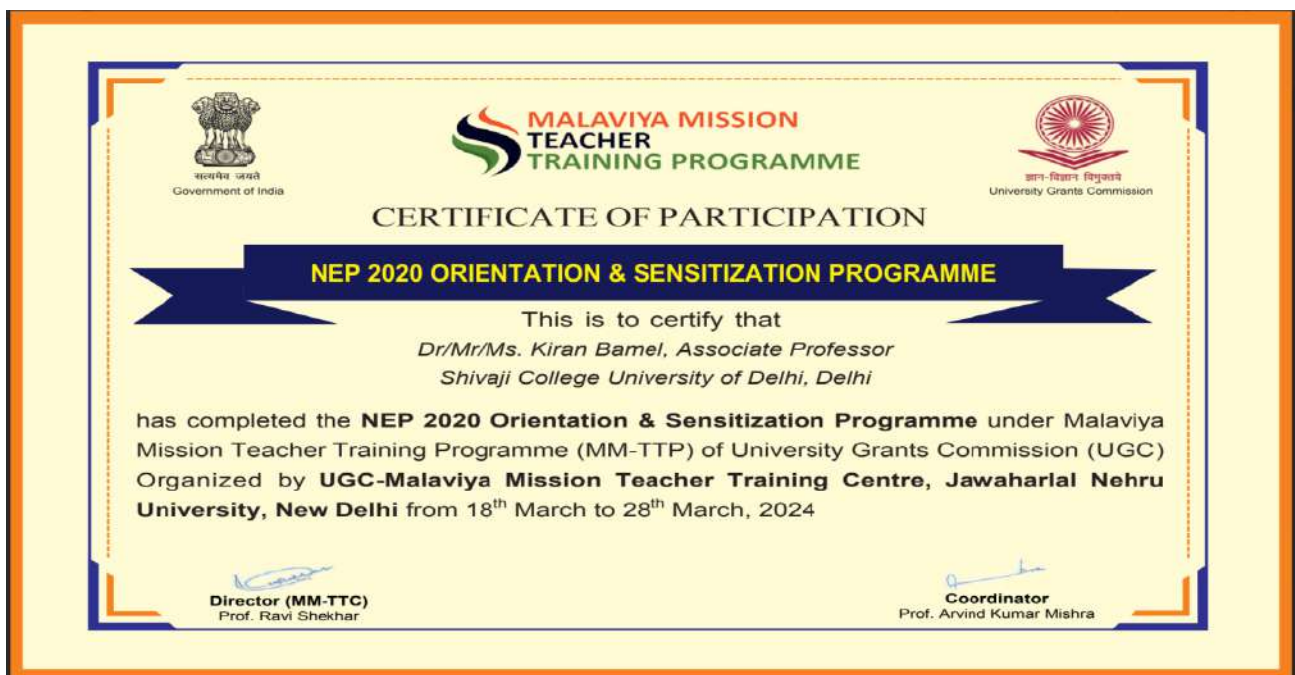 सत्यमेव जयते
Government of India
MALAVIYA MISSION
TEACHER
TRAINING PROGRAMME
ज्ञान-विज्ञान विमुक्तये
University Grants Commission
CERTIFICATE OF PARTICIPATION
NEP 2020 ORIENTATION & SENSITIZATION PROGRAMME
This is to certify that
Dr/Mr/Ms. Kiran Bamel, Associate Professor
Shivaji College University of Delhi, Delhi
has completed the NEP 2020 Orientation & Sensitization Programme under Malaviya
Mission Teacher Training Programme (MM-TTP) of University Grants Commission (UGC)
Organized by UGC-Malaviya Mission Teacher Training Centre, Jawaharlal Nehru
University, New Delhi from 18th March to 28th March, 2024
Director (MM-TTC)
Prof. Ravi Shekhar
Coordinator
Prof. Arvind Kumar Mishra